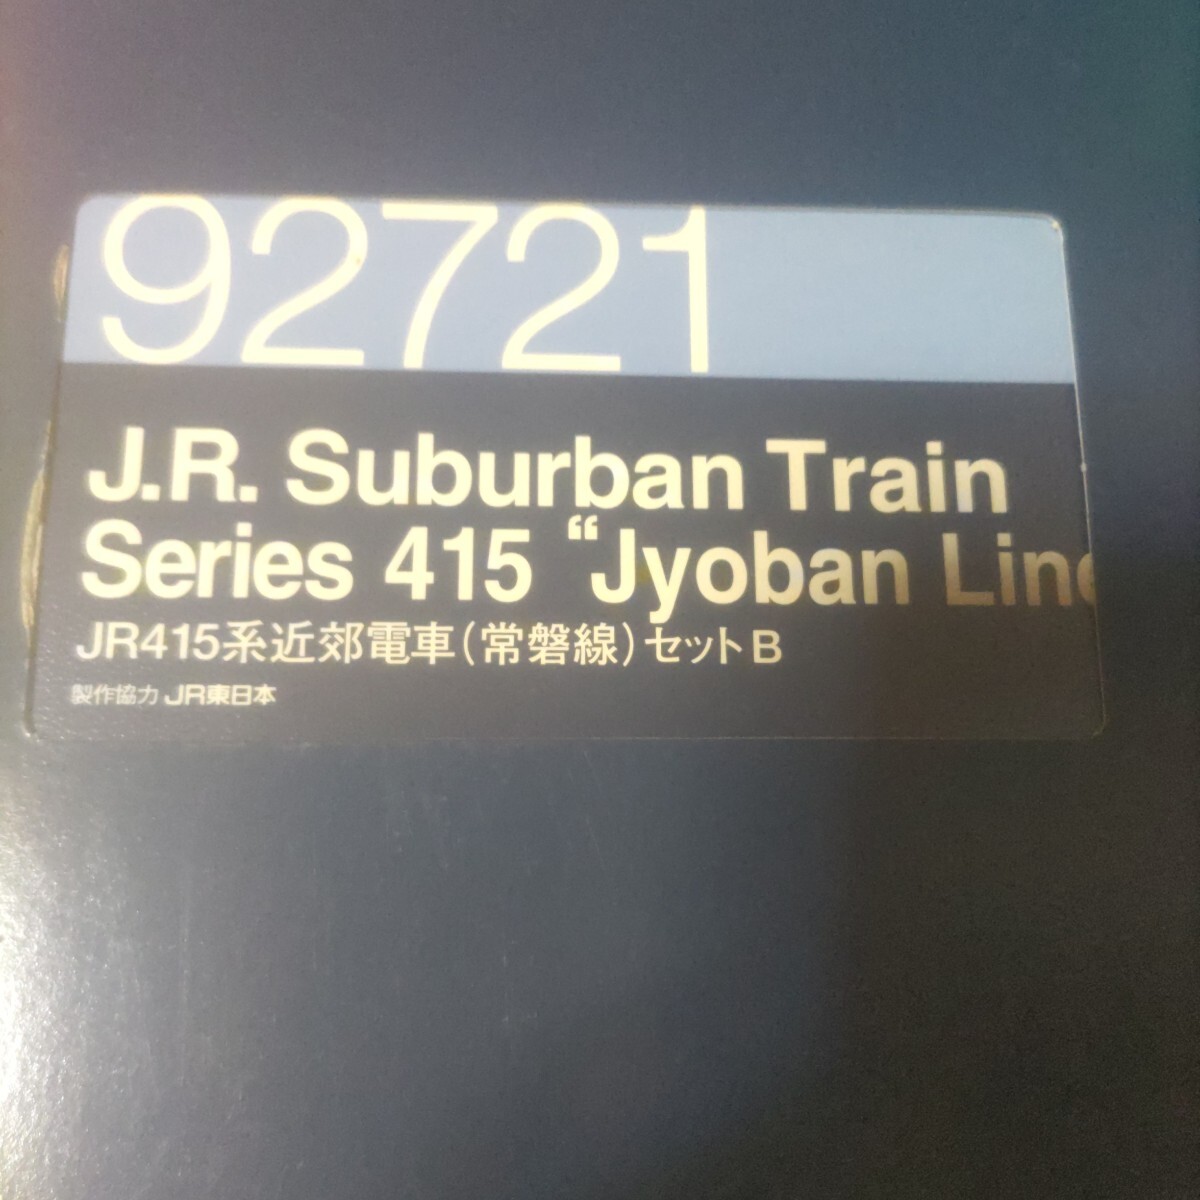 92721
J.R. Suburban Train
Series 415 “Jyoban Line
JR415系近郊電車(常磐線)セットB
製作協力 JR東日本